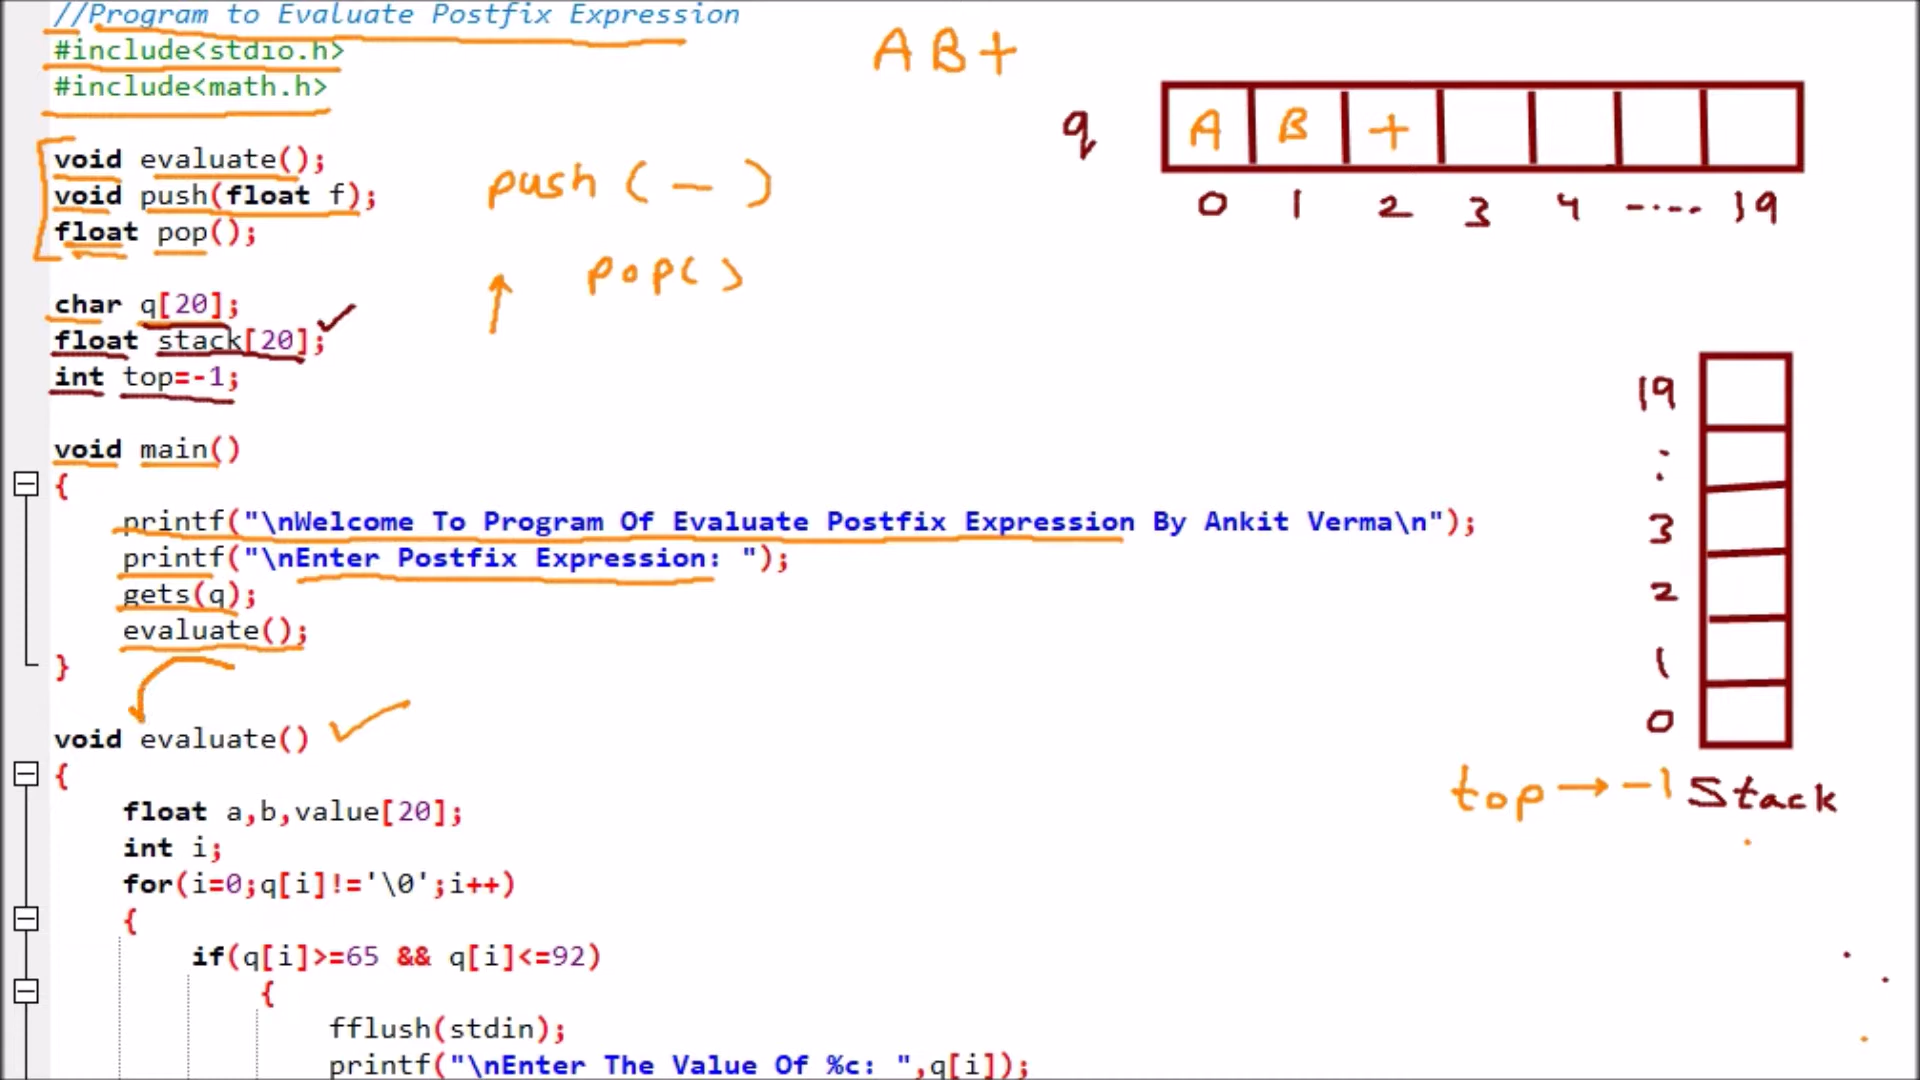 //Program to Evaluate Postfix Expression
#include<stdio.h>
#include<math.h>
void evaluate();
void push(float f);
float pop();
char q[20];
float stack[20];
int top=-1;
void main()
{
printf("\nWelcome To Program Of Evaluate Postfix Expression By Ankit Verma\n");
printf("\nEnter Postfix Expression: ");
gets(q);
evaluate();
}
void evaluate()
{
float a,b,value[20];
int i;
for(i=0;q[i]!='\0';i++)
{
if(q[i]>=65 && q[i]<=92)
{
fflush(stdin);
printf("\nEnter The Value Of %c: ",q[i]);
AB+
push ( — )
pop()
q A B +
0 1 2 3 4 ..... 19
19
:
3
2
1
0
top → -1 Stack